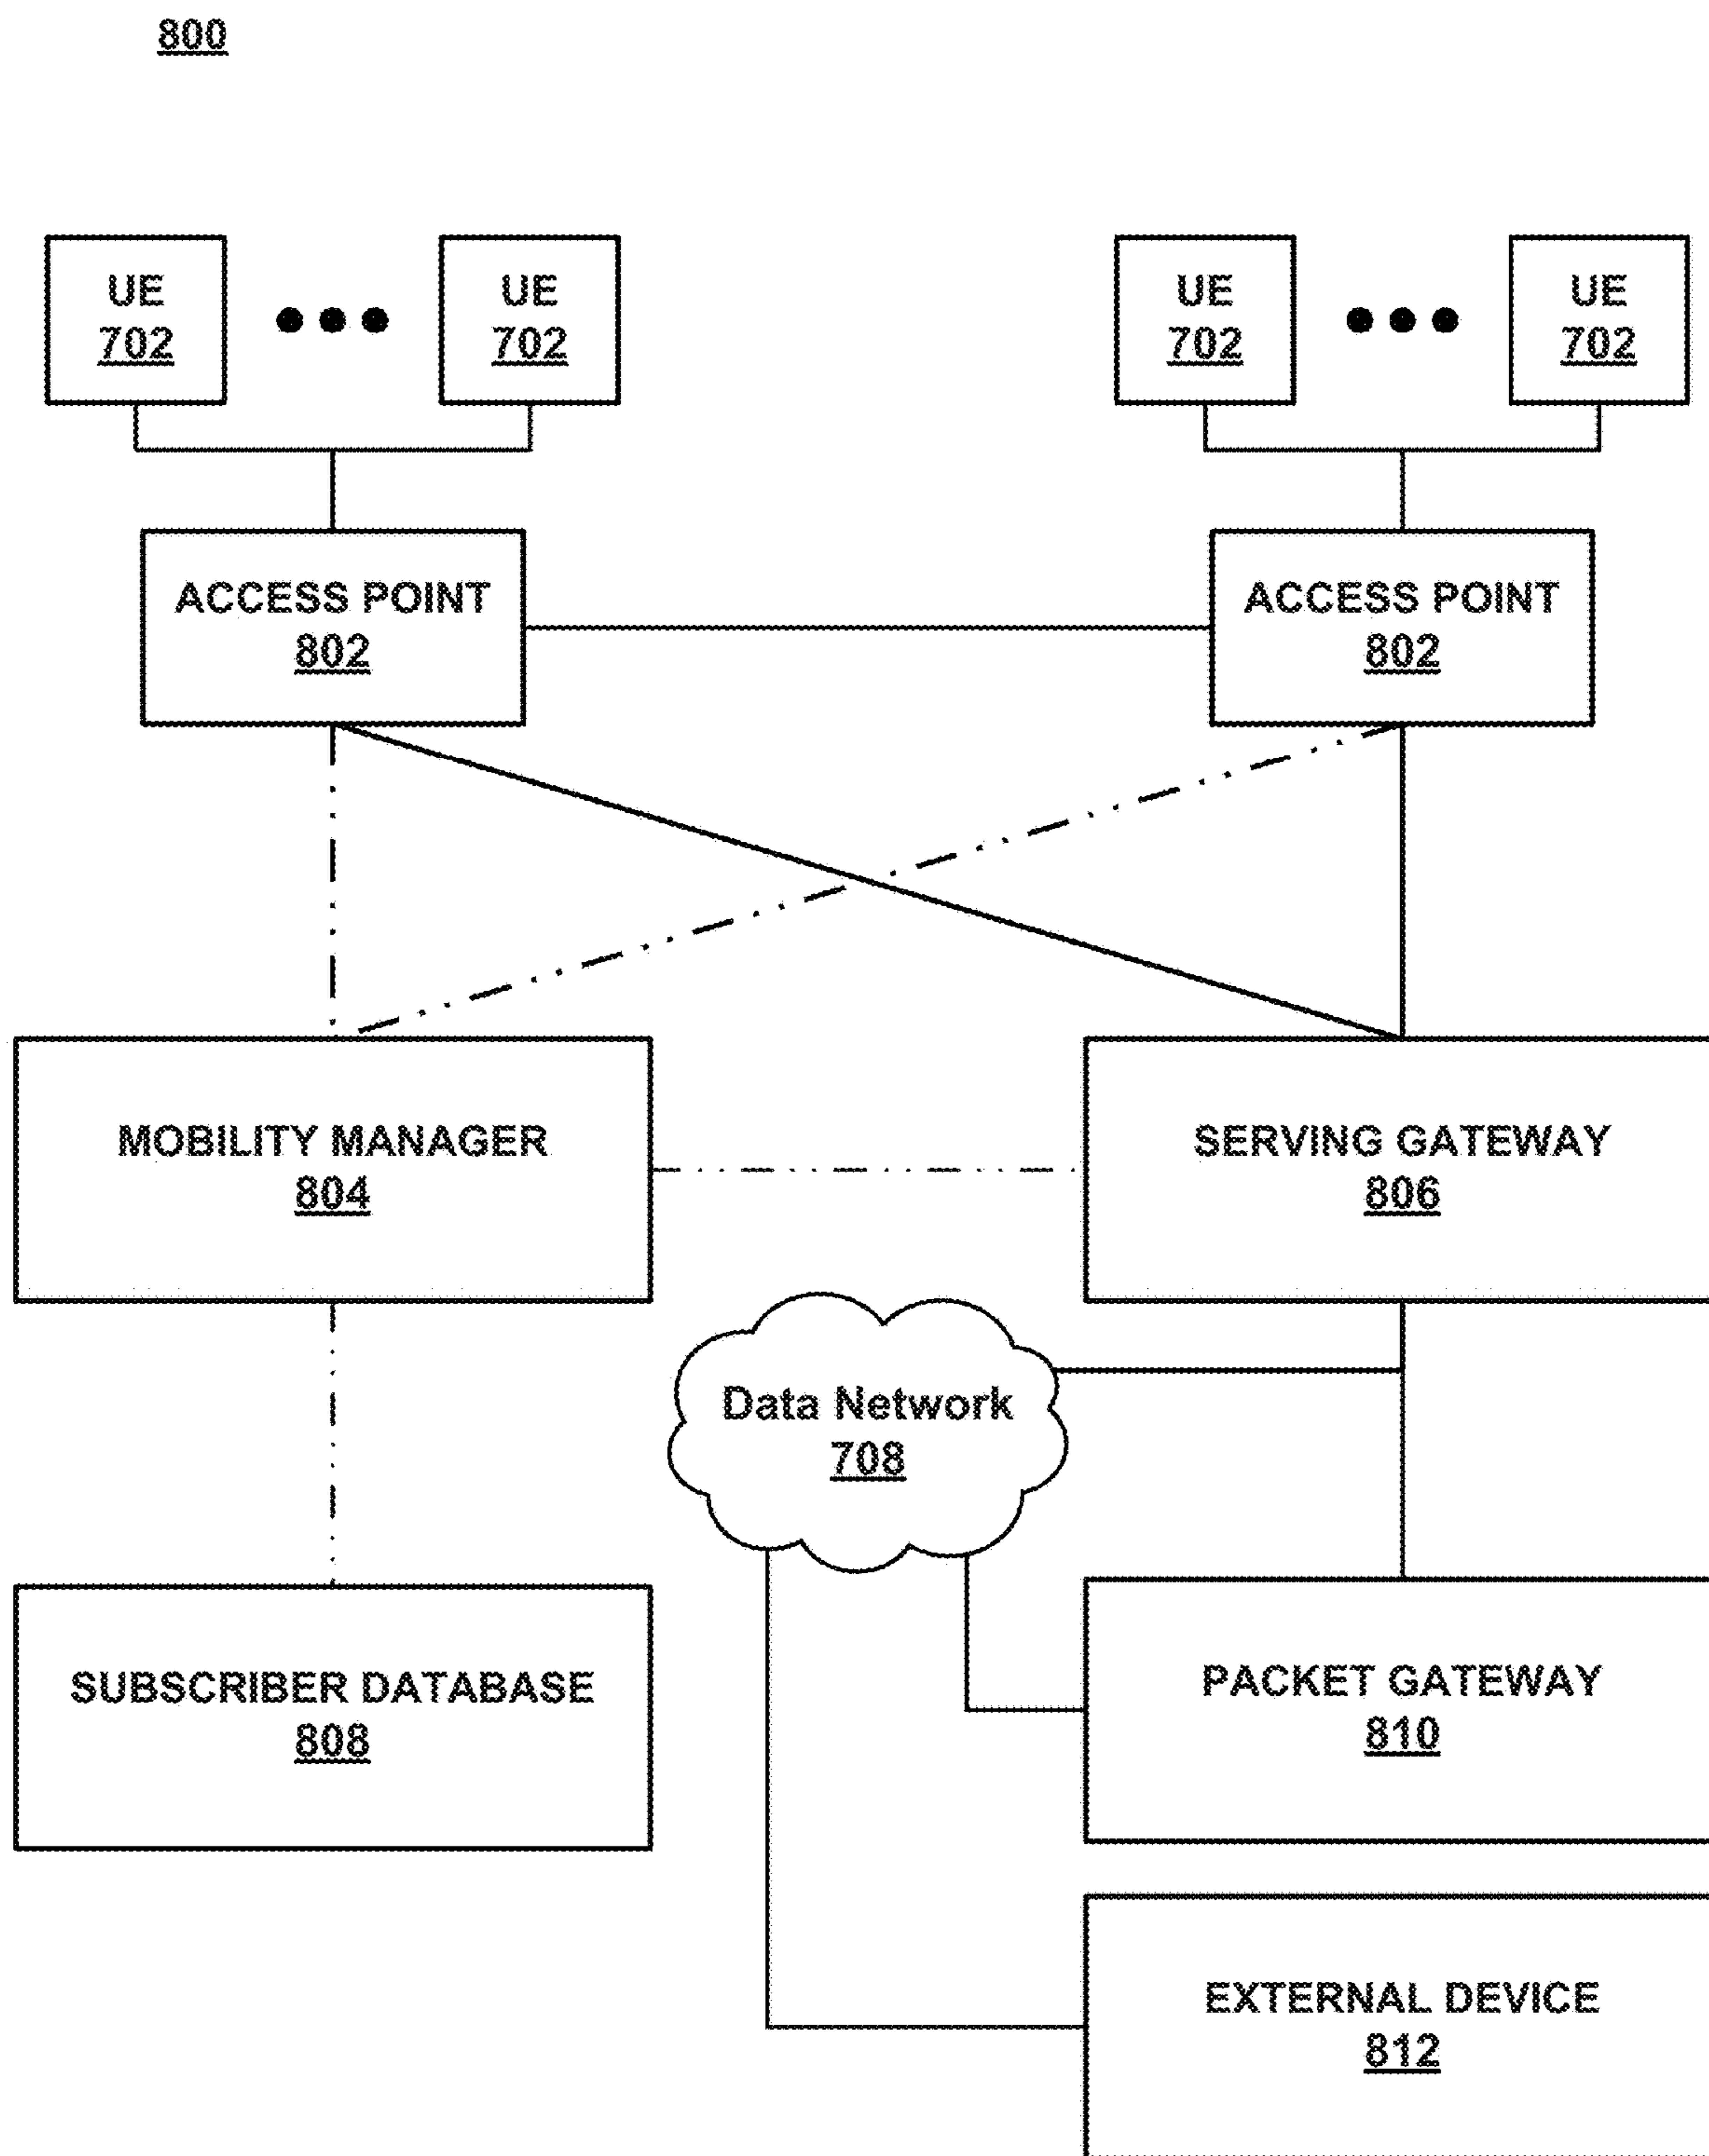 800
UE
702
UE
702
UE
702
UE
702
ACCESS POINT
802
ACCESS POINT
802
MOBILITY MANAGER
804
SERVING GATEWAY
806
Data Network
708
SUBSCRIBER DATABASE
808
PACKET GATEWAY
810
EXTERNAL DEVICE
812